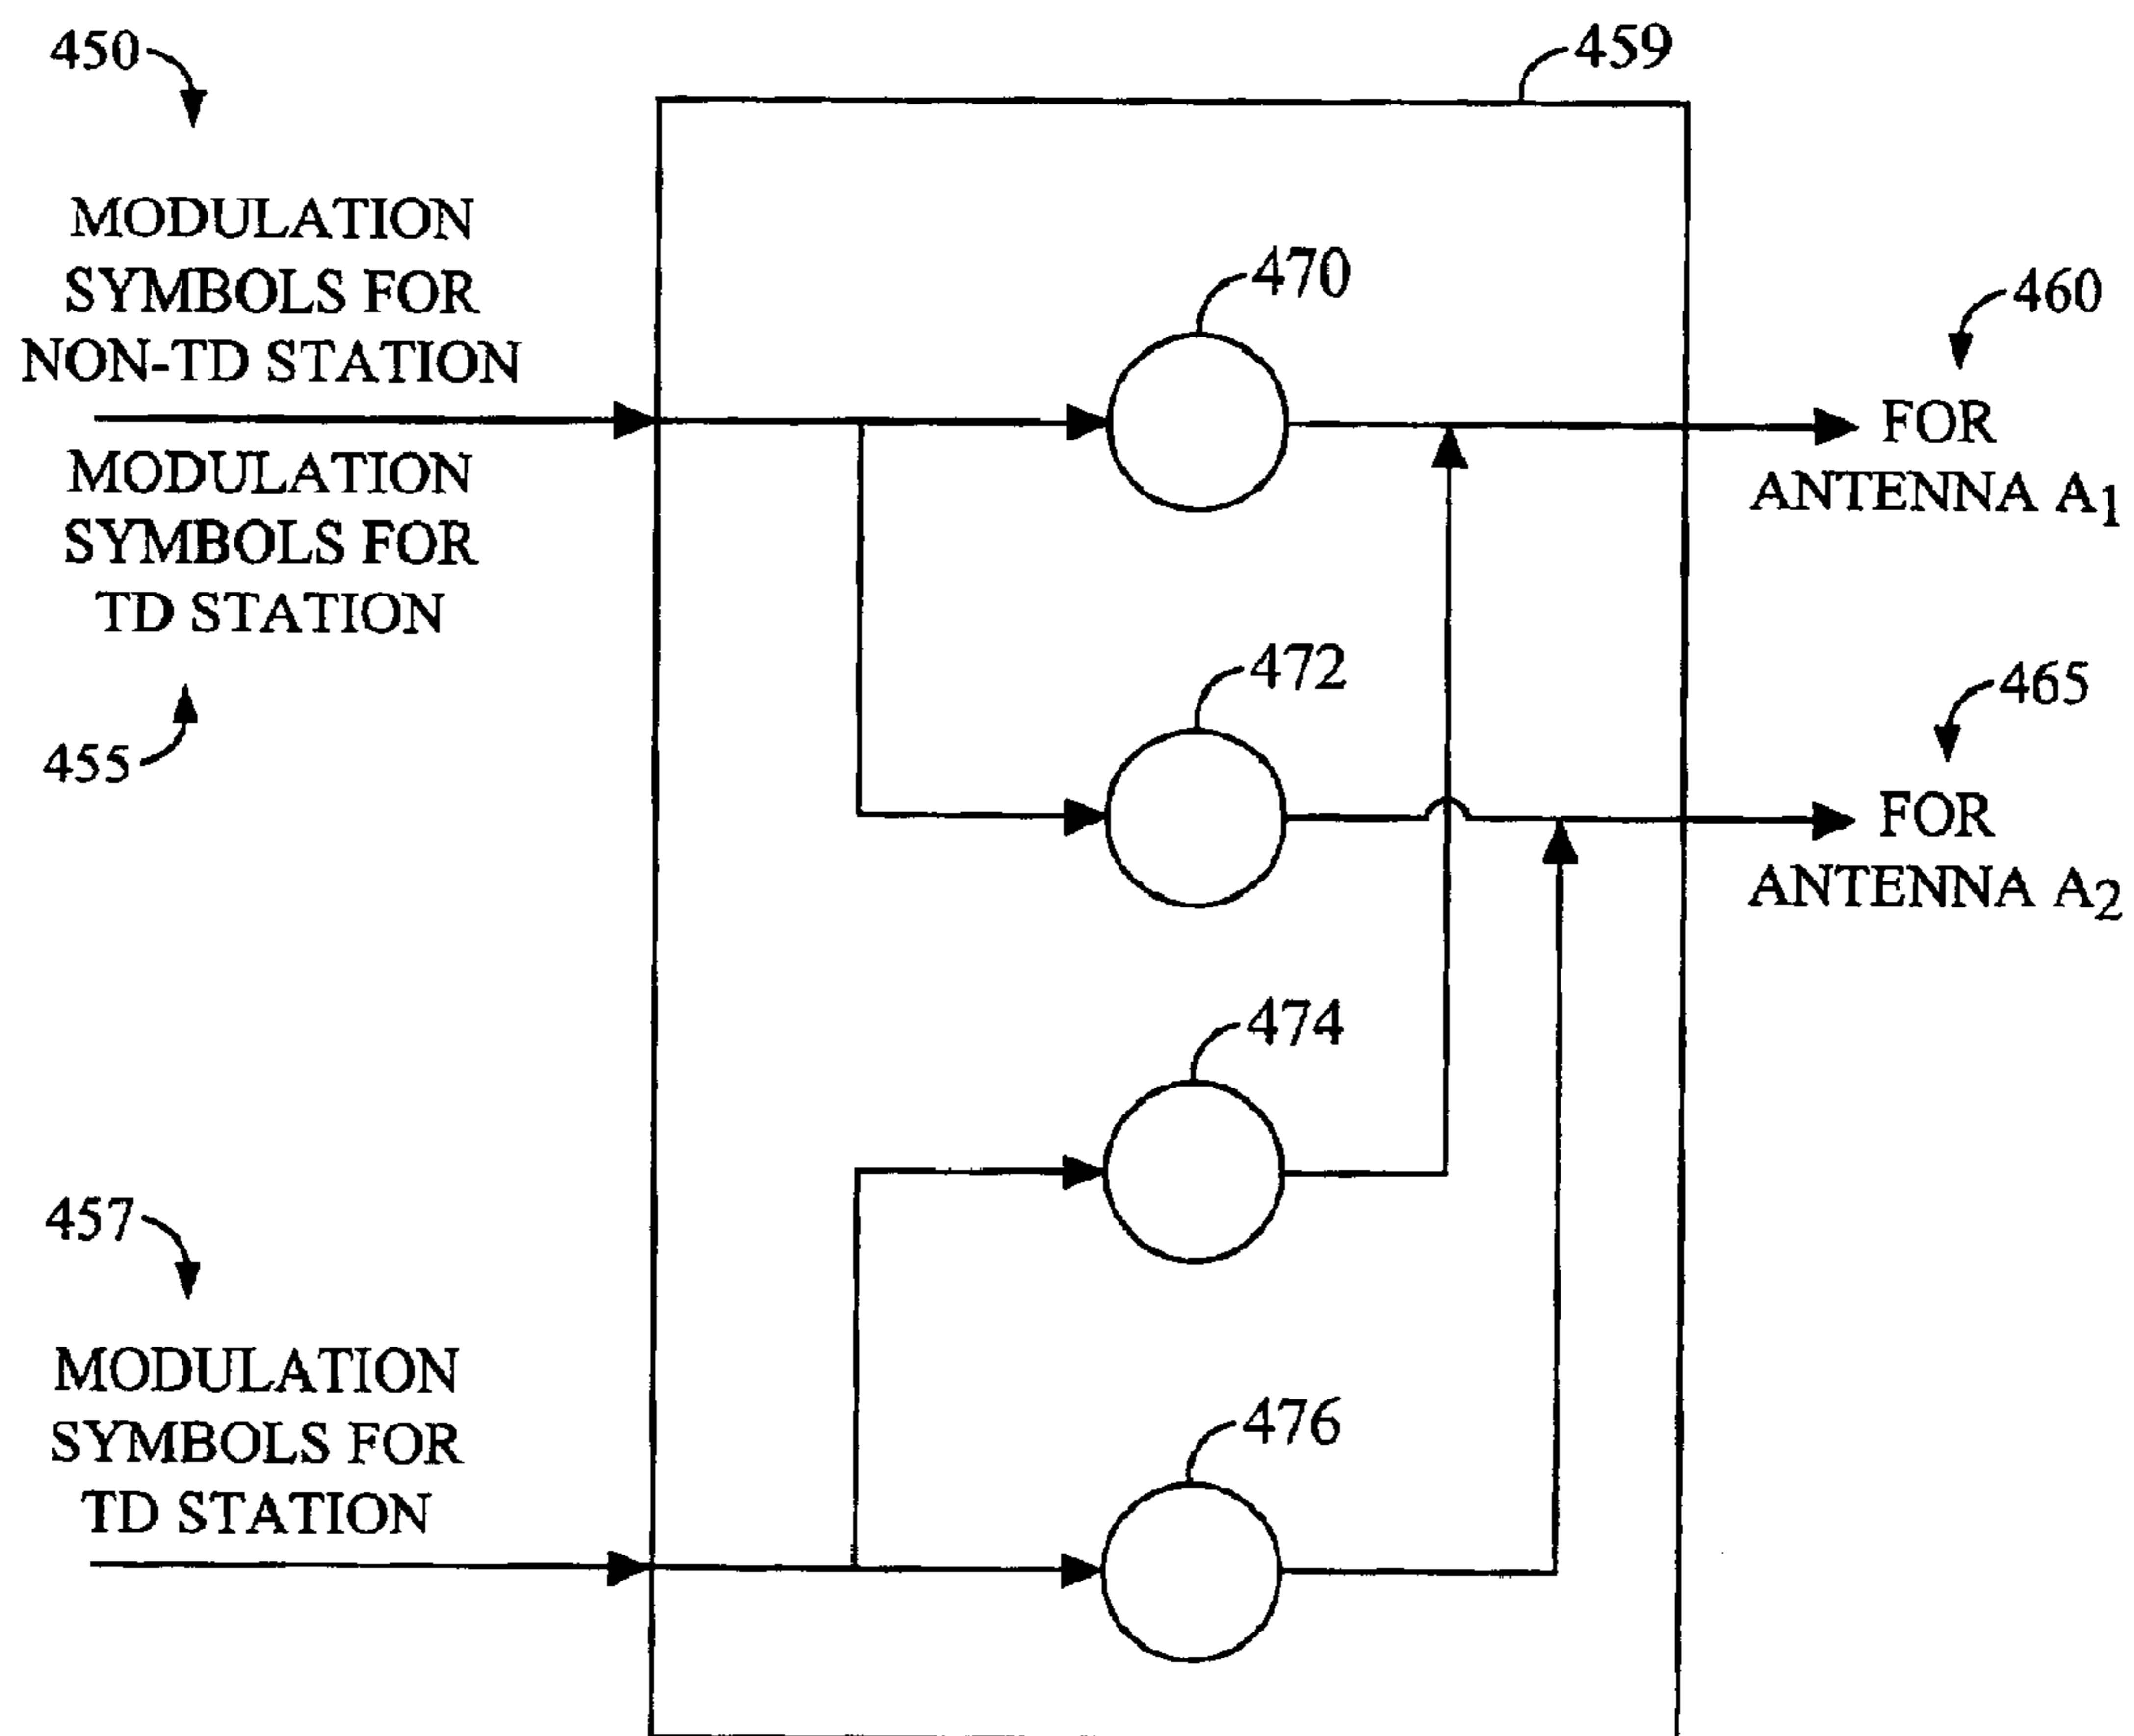 450
459
MODULATION
SYMBOLS FOR
NON-TD STATION
470
460
FOR
ANTENNA A1
MODULATION
SYMBOLS FOR
TD STATION
455
472
465
FOR
ANTENNA A2
474
457
MODULATION
SYMBOLS FOR
TD STATION
476